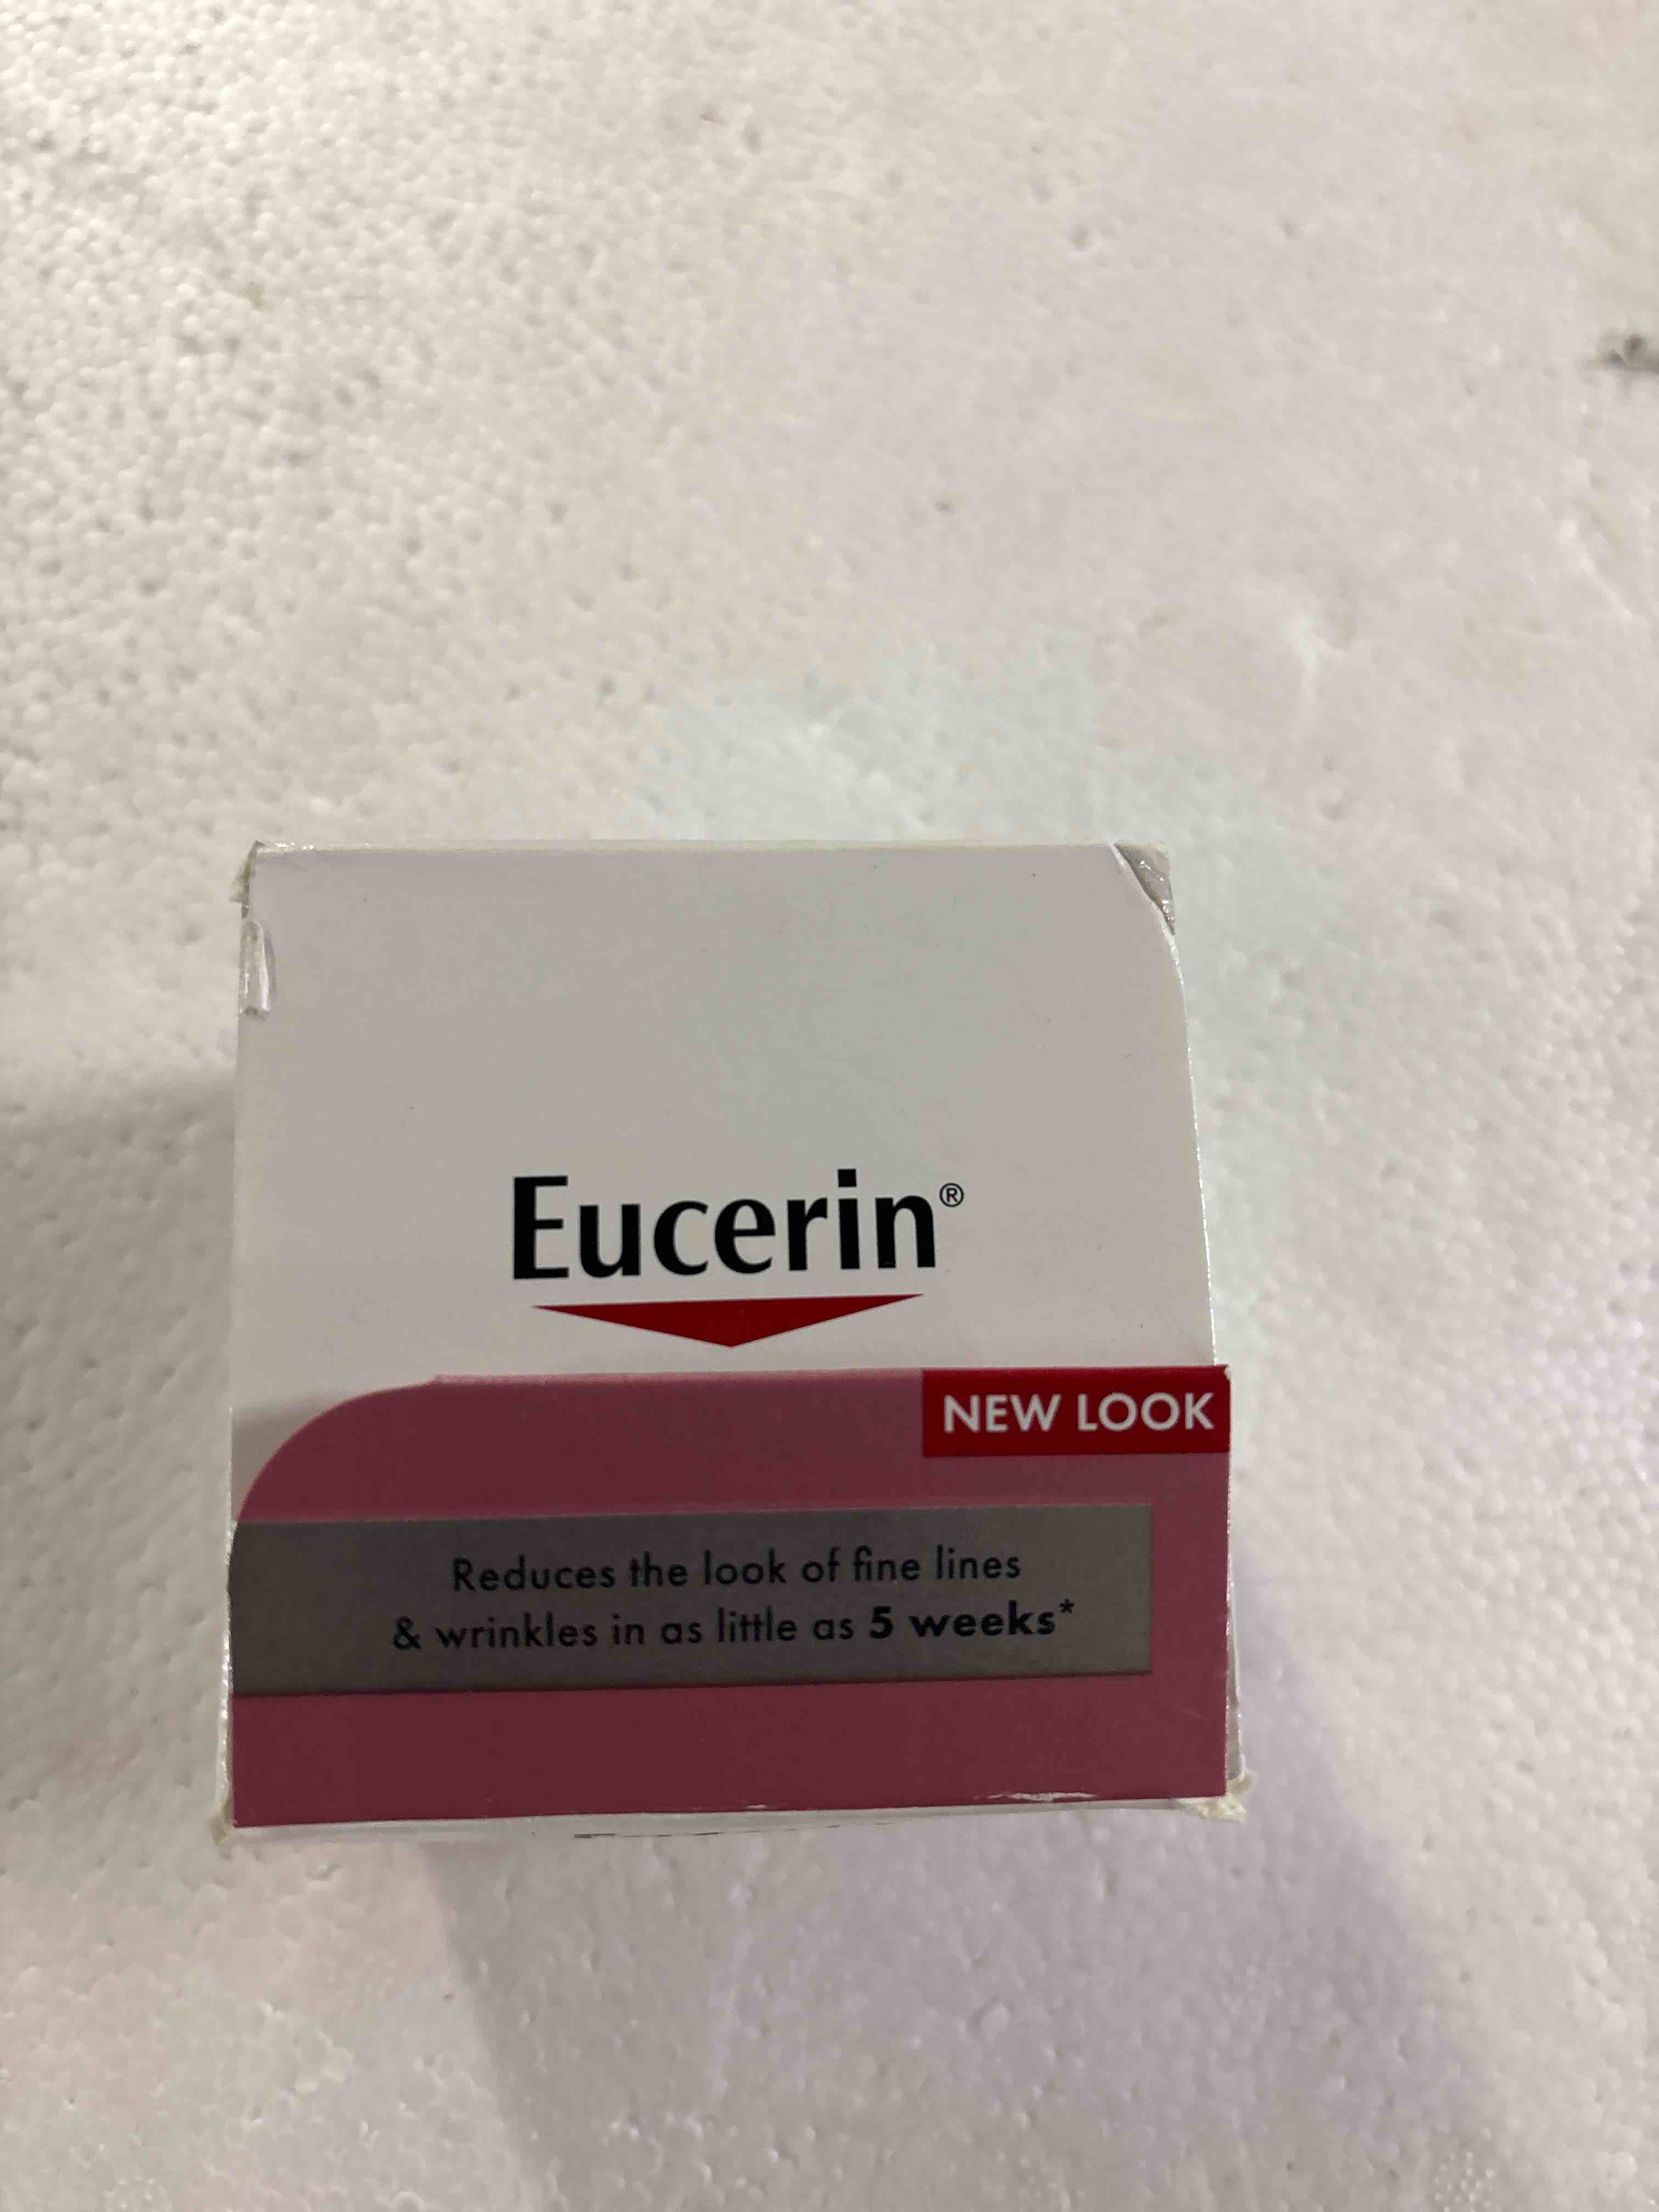 Eucerin®
NEW LOOK
Reduces the look of fine lines
& wrinkles in as little as 5 weeks*